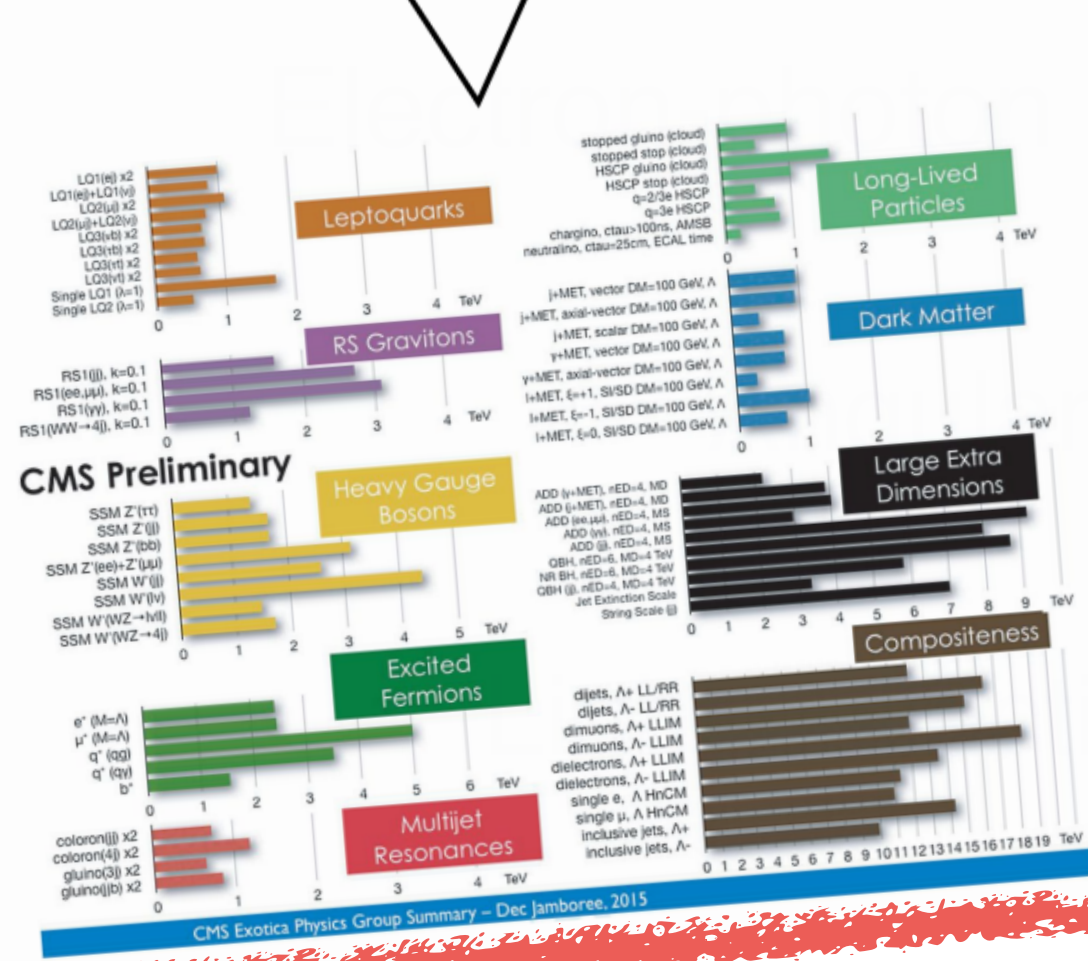 LQ1(ej) x2
LQ1(ej)+LQ1(νj)
LQ2(μj) x2
LQ2(μj)+LQ2(νj)
LQ3(νb) x2
LQ3(τb) x2
LQ3(τt) x2
LQ3(νt) x2
Single LQ1 (λ=1)
Single LQ2 (λ=1)
0 1 2 3 4 TeV
Leptoquarks
RS Gravitons
RS1(jj), k=0.1
RS1(ee,μμ), k=0.1
RS1(γγ), k=0.1
RS1(WW→4j), k=0.1
0 1 2 3 4 TeV
CMS Preliminary
Heavy Gauge
Bosons
SSM Z'(ττ)
SSM Z'(jj)
SSM Z'(bb)
SSM Z'(ee)+Z'(μμ)
SSM W'(jj)
SSM W'(lν)
SSM W'(WZ→lνll)
SSM W'(WZ→4j)
0 1 2 3 4 5 TeV
Excited
Fermions
e* (M=Λ)
μ* (M=Λ)
q* (qg)
q* (qγ)
b*
0 1 2 3 4 5 6 TeV
Multijet
Resonances
coloron(jj) x2
coloron(4j) x2
gluino(3j) x2
gluino(jjb) x2
0 1 2 3 4 TeV
stopped gluino (cloud)
stopped stop (cloud)
HSCP gluino (cloud)
HSCP stop (cloud)
q=2/3e HSCP
q=3e HSCP
chargino, ctau>100ns, AMSB
neutralino, ctau=25cm, ECAL time
0 1 2 3 4 TeV
Long-Lived
Particles
Dark Matter
j+MET, vector DM=100 GeV, Λ
j+MET, axial-vector DM=100 GeV, Λ
j+MET, scalar DM=100 GeV, Λ
γ+MET, vector DM=100 GeV, Λ
γ+MET, axial-vector DM=100 GeV, Λ
l+MET, ξ=+1, SI/SD DM=100 GeV, Λ
l+MET, ξ=-1, SI/SD DM=100 GeV, Λ
l+MET, ξ=0, SI/SD DM=100 GeV, Λ
0 1 2 3 4 TeV
Large Extra
Dimensions
ADD (γ+MET), nED=4, MD
ADD (j+MET), nED=4, MD
ADD (ee,μμ), nED=4, MS
ADD (γγ), nED=4, MS
ADD (jj), nED=4, MS
QBH, nED=6, MD=4 TeV
NR BH, nED=6, MD=4 TeV
QBH (jj), nED=4, MD=4 TeV
Jet Extinction Scale
String Scale (jj)
0 1 2 3 4 5 6 7 8 9 TeV
Compositeness
dijets, Λ+ LL/RR
dijets, Λ- LL/RR
dimuons, Λ+ LLIM
dimuons, Λ- LLIM
dielectrons, Λ+ LLIM
dielectrons, Λ- LLIM
single e, Λ HnCM
single μ, Λ HnCM
inclusive jets, Λ+
inclusive jets, Λ-
0 1 2 3 4 5 6 7 8 9 10 11 12 13 14 15 16 17 18 19 TeV
CMS Exotica Physics Group Summary – Dec Jamboree, 2015